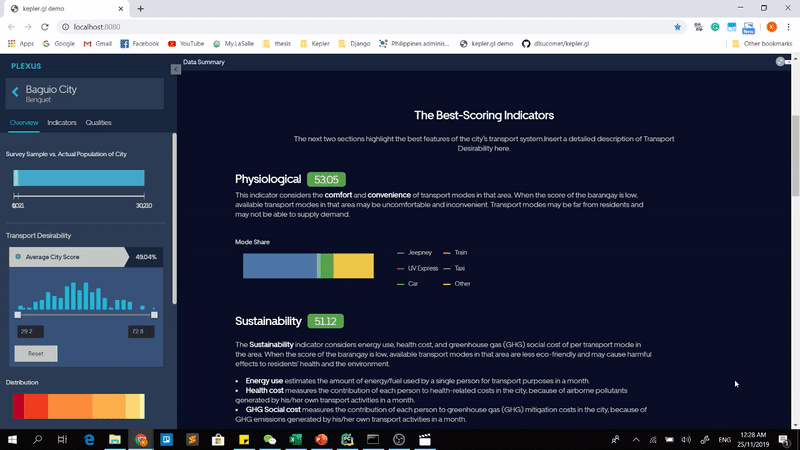 kepler.gl demo
localhost:8080
Apps Google Gmail Facebook YouTube My.LaSalle thesis Kepler Django Philippines adminis... kepler.gl demo dlsucomet/kepler.gl Other bookmarks
PLEXUS
Baguio City
Benguet
Overview Indicators Qualities
Survey Sample vs. Actual Population of City
30,210
Transport Desirability
Average City Score 49.04%
29.2 72.8
Reset
Distribution
Data Summary
The Best-Scoring Indicators
The next two sections highlight the best features of the city's transport system.Insert a detailed description of Transport
Desirability here.
Physiological 53.05
This indicator considers the comfort and convenience of transport modes in that area. When the score of the barangay is low,
available transport modes in that area may be uncomfortable and inconvenient. Transport modes may be far from residents and
may not be able to supply demand.
Mode Share
Jeepney Train
UV Express Taxi
Car Other
Sustainability 51.12
The Sustainability indicator considers energy use, health cost, and greenhouse gas (GHG) social cost of per transport mode in
the area. When the score of the barangay is low, available transport modes in that area are less eco-friendly and may cause harmful
effects to residents' health and the environment.
• Energy use estimates the amount of energy/fuel used by a single person for transport purposes in a month.
• Health cost measures the contribution of each person to health-related costs in the city, because of airborne pollutants
generated by his/her own transport activities in a month.
• GHG Social cost measures the contribution of each person to greenhouse gas (GHG) mitigation costs in the city, because of
GHG emissions generated by his/her own transport activities in a month.
ENG
12:28 AM
25/11/2019